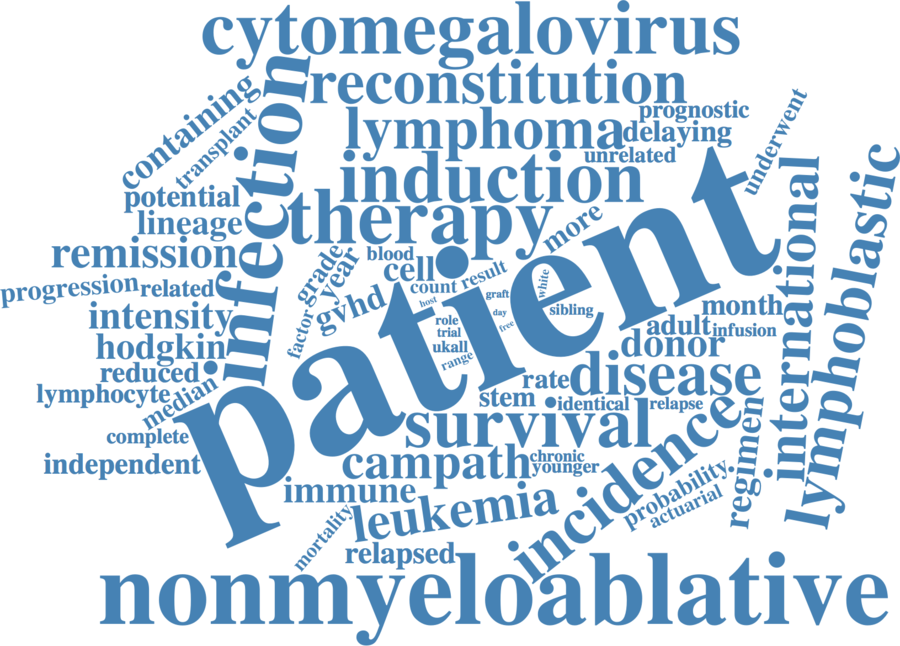 cytomegalovirus
reconstitution
containing
transplant
infection
lymphoma
prognostic
delaying
unrelated
underwent
induction
potential
lineage
therapy
more
remission
progression
related
grade
year
blood
cell
count
result
white
graft
host
day
free
role
trial
ukall
range
sibling
factor
gvhd
patient
international
lymphoblastic
intensity
month
adult
infusion
donor
hodgkin
reduced
lymphocyte
median
rate
disease
stem
identical
relapse
complete
survival
independent
campath
chronic
younger
incidence
regimen
probability
actuarial
immune
leukemia
mortality
relapsed
nonmyeloablative